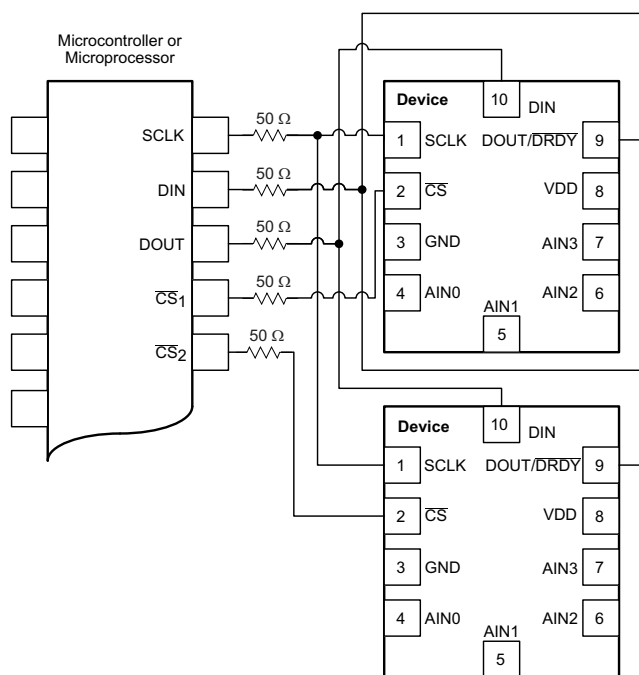 Microcontroller or
Microprocessor
SCLK
DIN
DOUT
CS1
CS2
50 Ω
50 Ω
50 Ω
50 Ω
50 Ω
Device
10
DIN
1
SCLK
DOUT/DRDY
9
2
CS
VDD
8
3
GND
AIN3
7
4
AIN0
AIN1
AIN2
6
5
Device
10
DIN
1
SCLK
DOUT/DRDY
9
2
CS
VDD
8
3
GND
AIN3
7
4
AIN0
AIN1
AIN2
6
5